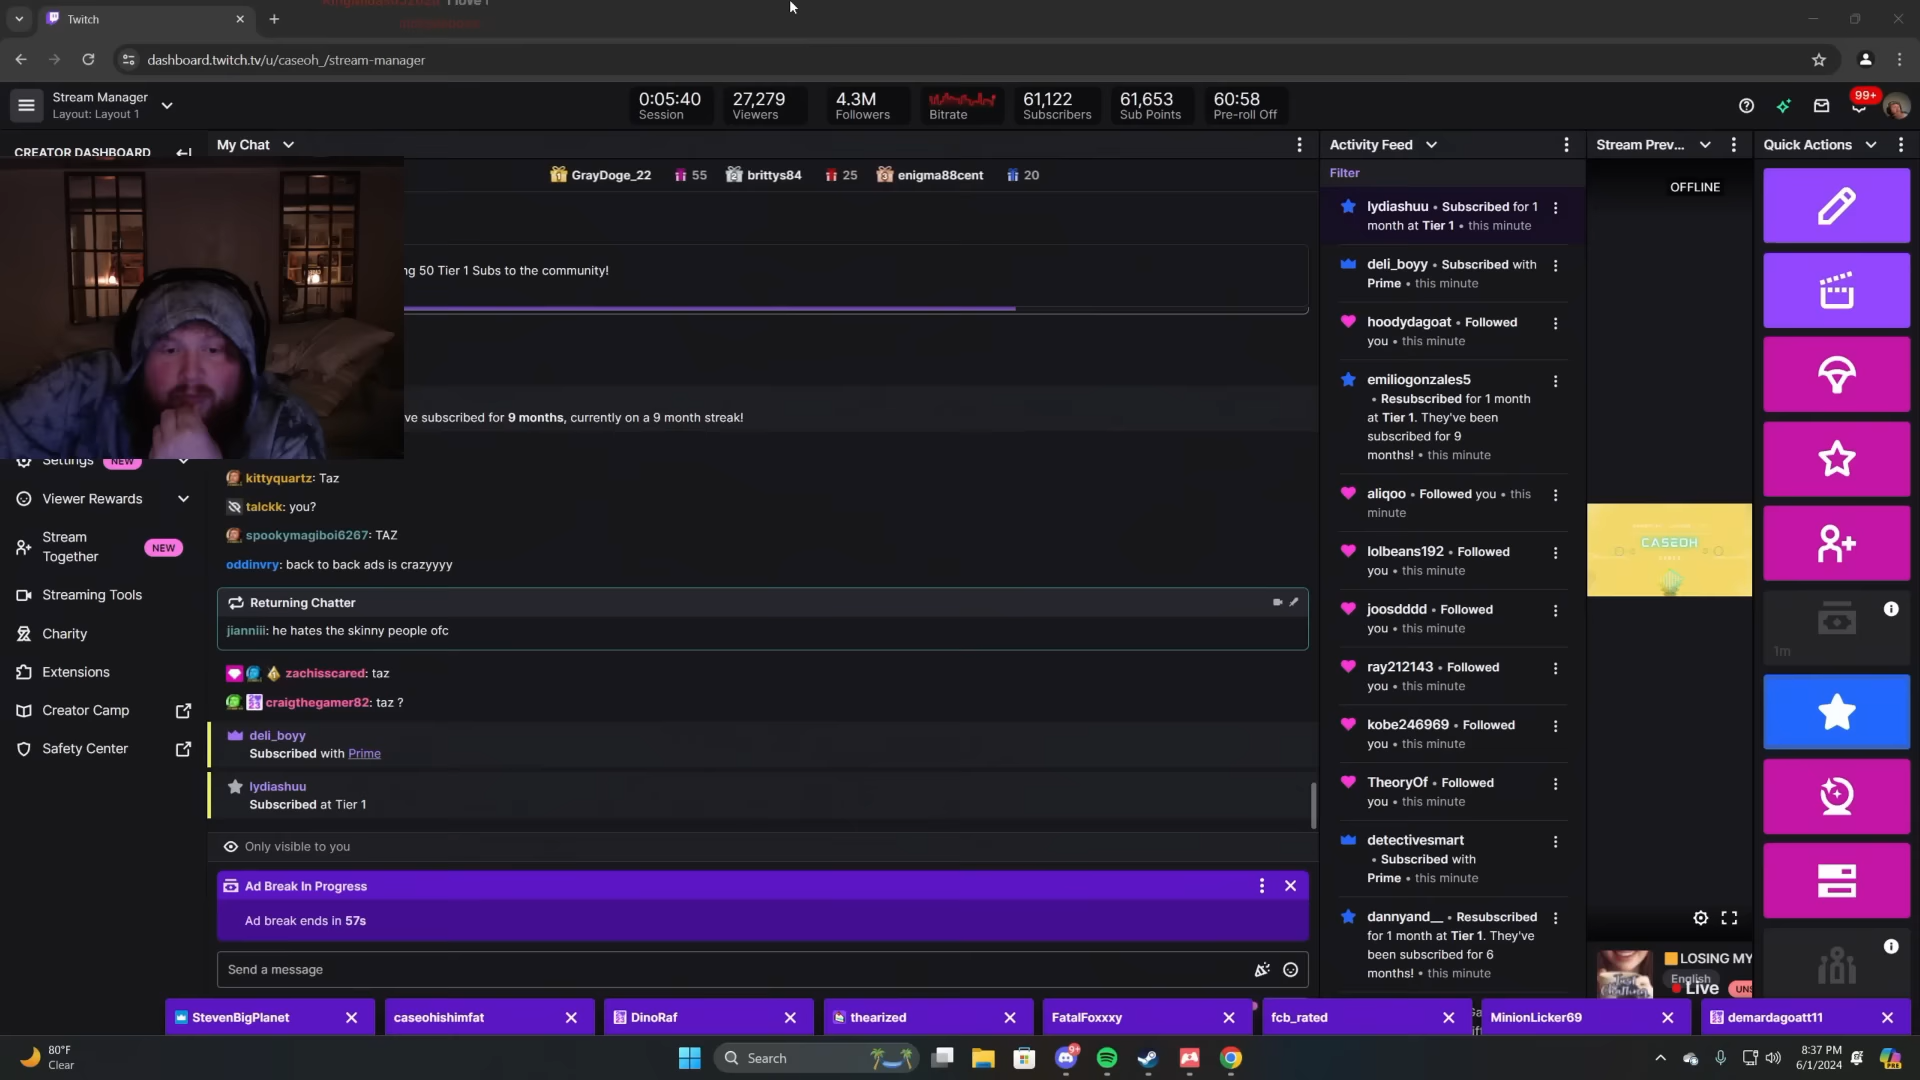 Twitch
I love !
dashboard.twitch.tv/u/caseoh_/stream-manager
Stream Manager
Layout: Layout 1
0:05:40
Session
27,279
Viewers
4.3M
Followers
Bitrate
61,122
Subscribers
61,653
Sub Points
60:58
Pre-roll Off
99+
CREATOR DASHBOARD
Settings NEW
Viewer Rewards
Stream
Together NEW
Streaming Tools
Charity
Extensions
Creator Camp
Safety Center
My Chat
GrayDoge_22 55 brittys84 25 enigma88cent 20
ng 50 Tier 1 Subs to the community!
ve subscribed for 9 months, currently on a 9 month streak!
kittyquartz: Taz
talckk: you?
spookymagiboi6267: TAZ
oddinvry: back to back ads is crazyyyy
Returning Chatter
jianniii: he hates the skinny people ofc
zachisscared: taz
craigthegamer82: taz ?
deli_boyy
Subscribed with Prime
lydiashuu
Subscribed at Tier 1
Only visible to you
Ad Break In Progress
Ad break ends in 57s
Send a message
Activity Feed
Filter
lydiashuu • Subscribed for 1
month at Tier 1 • this minute
deli_boyy • Subscribed with
Prime • this minute
hoodydagoat • Followed
you • this minute
emiliogonzales5
• Resubscribed for 1 month
at Tier 1. They've been
subscribed for 9
months! • this minute
aliqoo • Followed you • this
minute
lolbeans192 • Followed
you • this minute
joosdddd • Followed
you • this minute
ray212143 • Followed
you • this minute
kobe246969 • Followed
you • this minute
TheoryOf • Followed
you • this minute
detectivesmart
• Subscribed with
Prime • this minute
dannyand__ • Resubscribed
for 1 month at Tier 1. They've
been subscribed for 6
months! • this minute
Stream Prev...
OFFLINE
CASEOH
LOSING MY
English
Live UNS
Quick Actions
1m
StevenBigPlanet
caseohishimfat
DinoRaf
thearized
FatalFoxxxy
fcb_rated
MinionLicker69
demardagoatt11
80°F
Clear
Search
9+
8:37 PM
6/1/2024
PRE